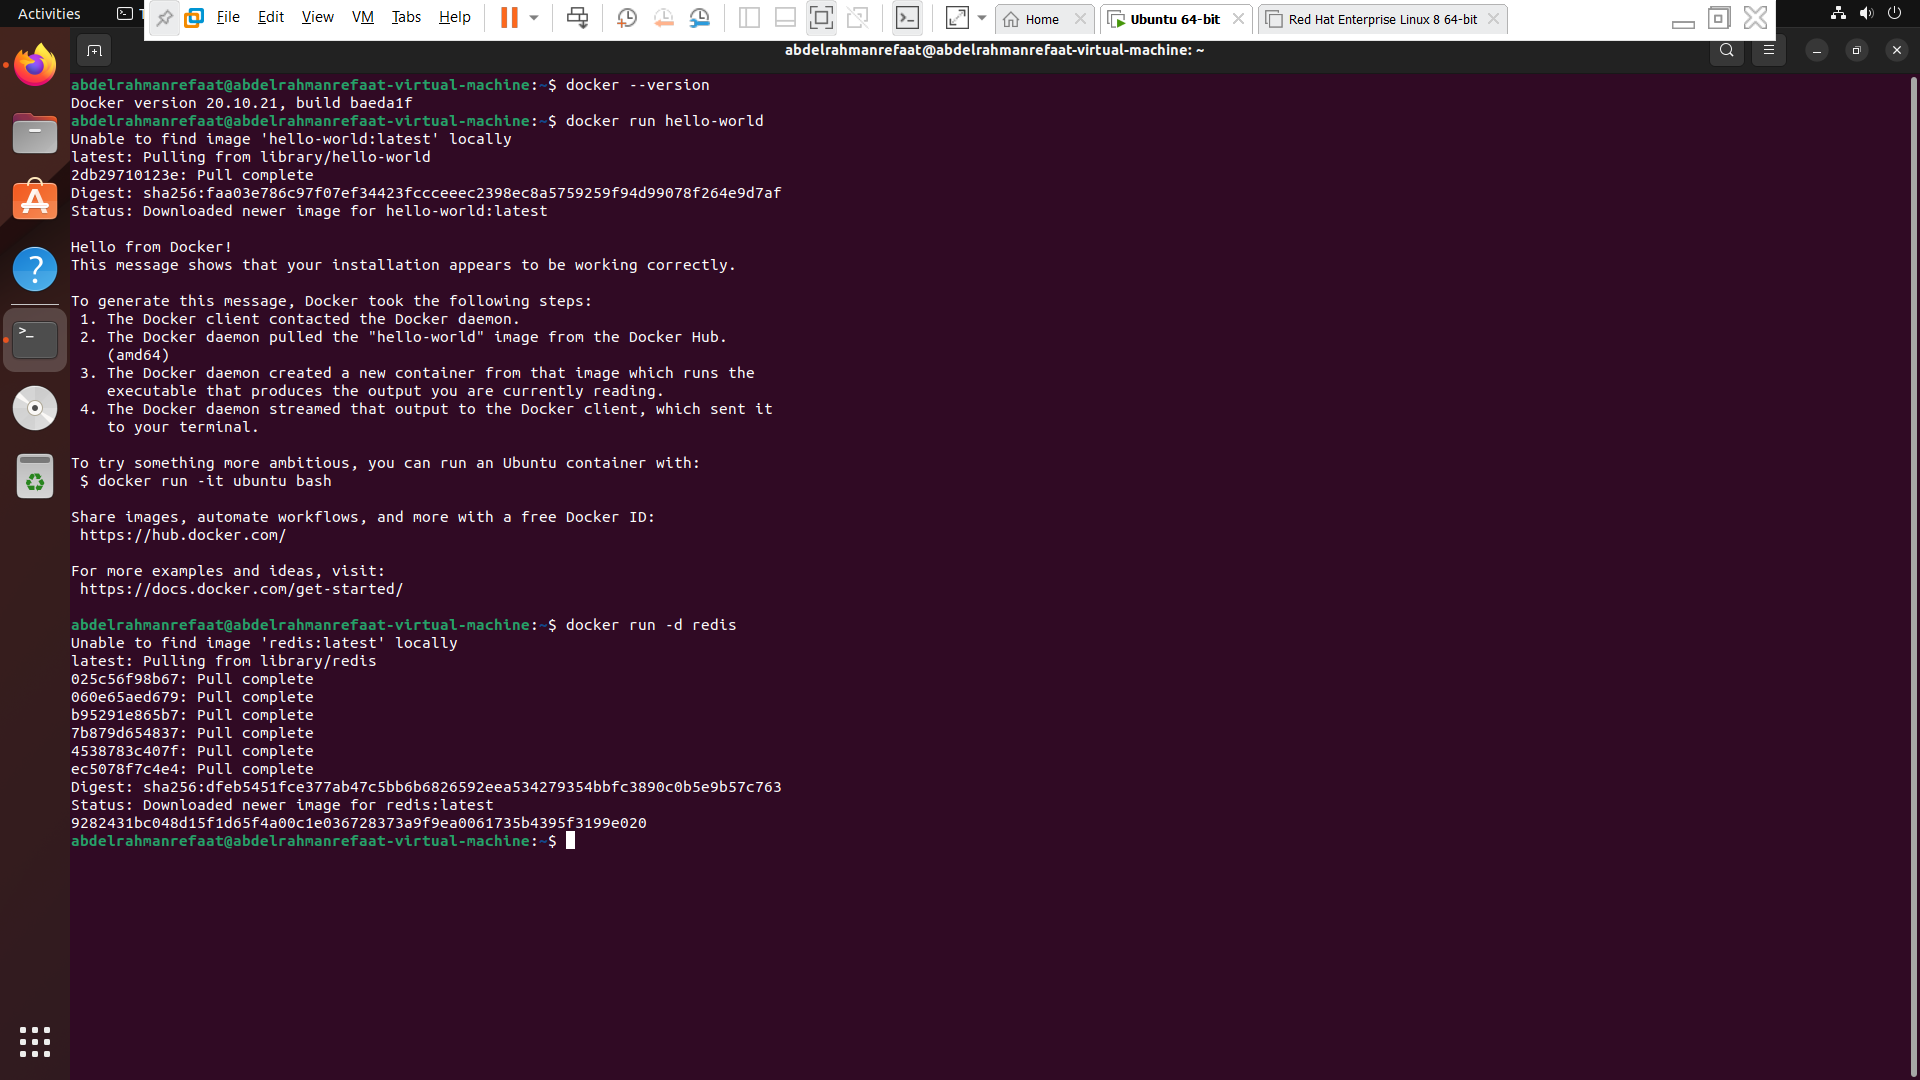 Activities
File Edit View VM Tabs Help
Home
Ubuntu 64-bit
Red Hat Enterprise Linux 8 64-bit
abdelrahmanrefaat@abdelrahmanrefaat-virtual-machine: ~
abdelrahmanrefaat@abdelrahmanrefaat-virtual-machine:~$ docker --version
Docker version 20.10.21, build baeda1f
abdelrahmanrefaat@abdelrahmanrefaat-virtual-machine:~$ docker run hello-world
Unable to find image 'hello-world:latest' locally
latest: Pulling from library/hello-world
2db29710123e: Pull complete
Digest: sha256:faa03e786c97f07ef34423fccceeec2398ec8a5759259f94d99078f264e9d7af
Status: Downloaded newer image for hello-world:latest
Hello from Docker!
This message shows that your installation appears to be working correctly.
To generate this message, Docker took the following steps:
1. The Docker client contacted the Docker daemon.
2. The Docker daemon pulled the "hello-world" image from the Docker Hub.
(amd64)
3. The Docker daemon created a new container from that image which runs the
executable that produces the output you are currently reading.
4. The Docker daemon streamed that output to the Docker client, which sent it
to your terminal.
To try something more ambitious, you can run an Ubuntu container with:
$ docker run -it ubuntu bash
Share images, automate workflows, and more with a free Docker ID:
https://hub.docker.com/
For more examples and ideas, visit:
https://docs.docker.com/get-started/
abdelrahmanrefaat@abdelrahmanrefaat-virtual-machine:~$ docker run -d redis
Unable to find image 'redis:latest' locally
latest: Pulling from library/redis
025c56f98b67: Pull complete
060e65aed679: Pull complete
b95291e865b7: Pull complete
7b879d654837: Pull complete
4538783c407f: Pull complete
ec5078f7c4e4: Pull complete
Digest: sha256:dfeb5451fce377ab47c5bb6b6826592eea534279354bbfc3890c0b5e9b57c763
Status: Downloaded newer image for redis:latest
9282431bc048d15f1d65f4a00c1e036728373a9f9ea0061735b4395f3199e020
abdelrahmanrefaat@abdelrahmanrefaat-virtual-machine:~$